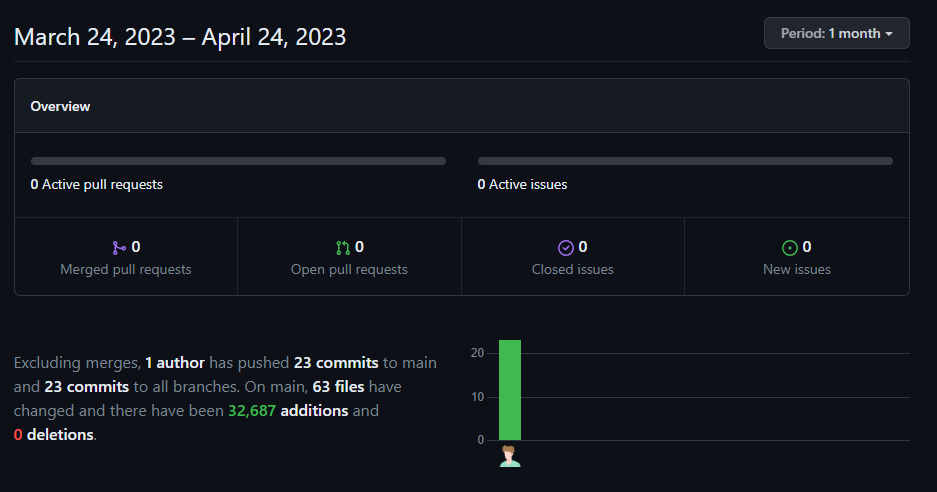 March 24, 2023 – April 24, 2023
Period: 1 month
Overview
0 Active pull requests
0 Active issues
0
Merged pull requests
0
Open pull requests
0
Closed issues
0
New issues
Excluding merges, 1 author has pushed 23 commits to main
and 23 commits to all branches. On main, 63 files have
changed and there have been 32,687 additions and
0 deletions.
20
10
0